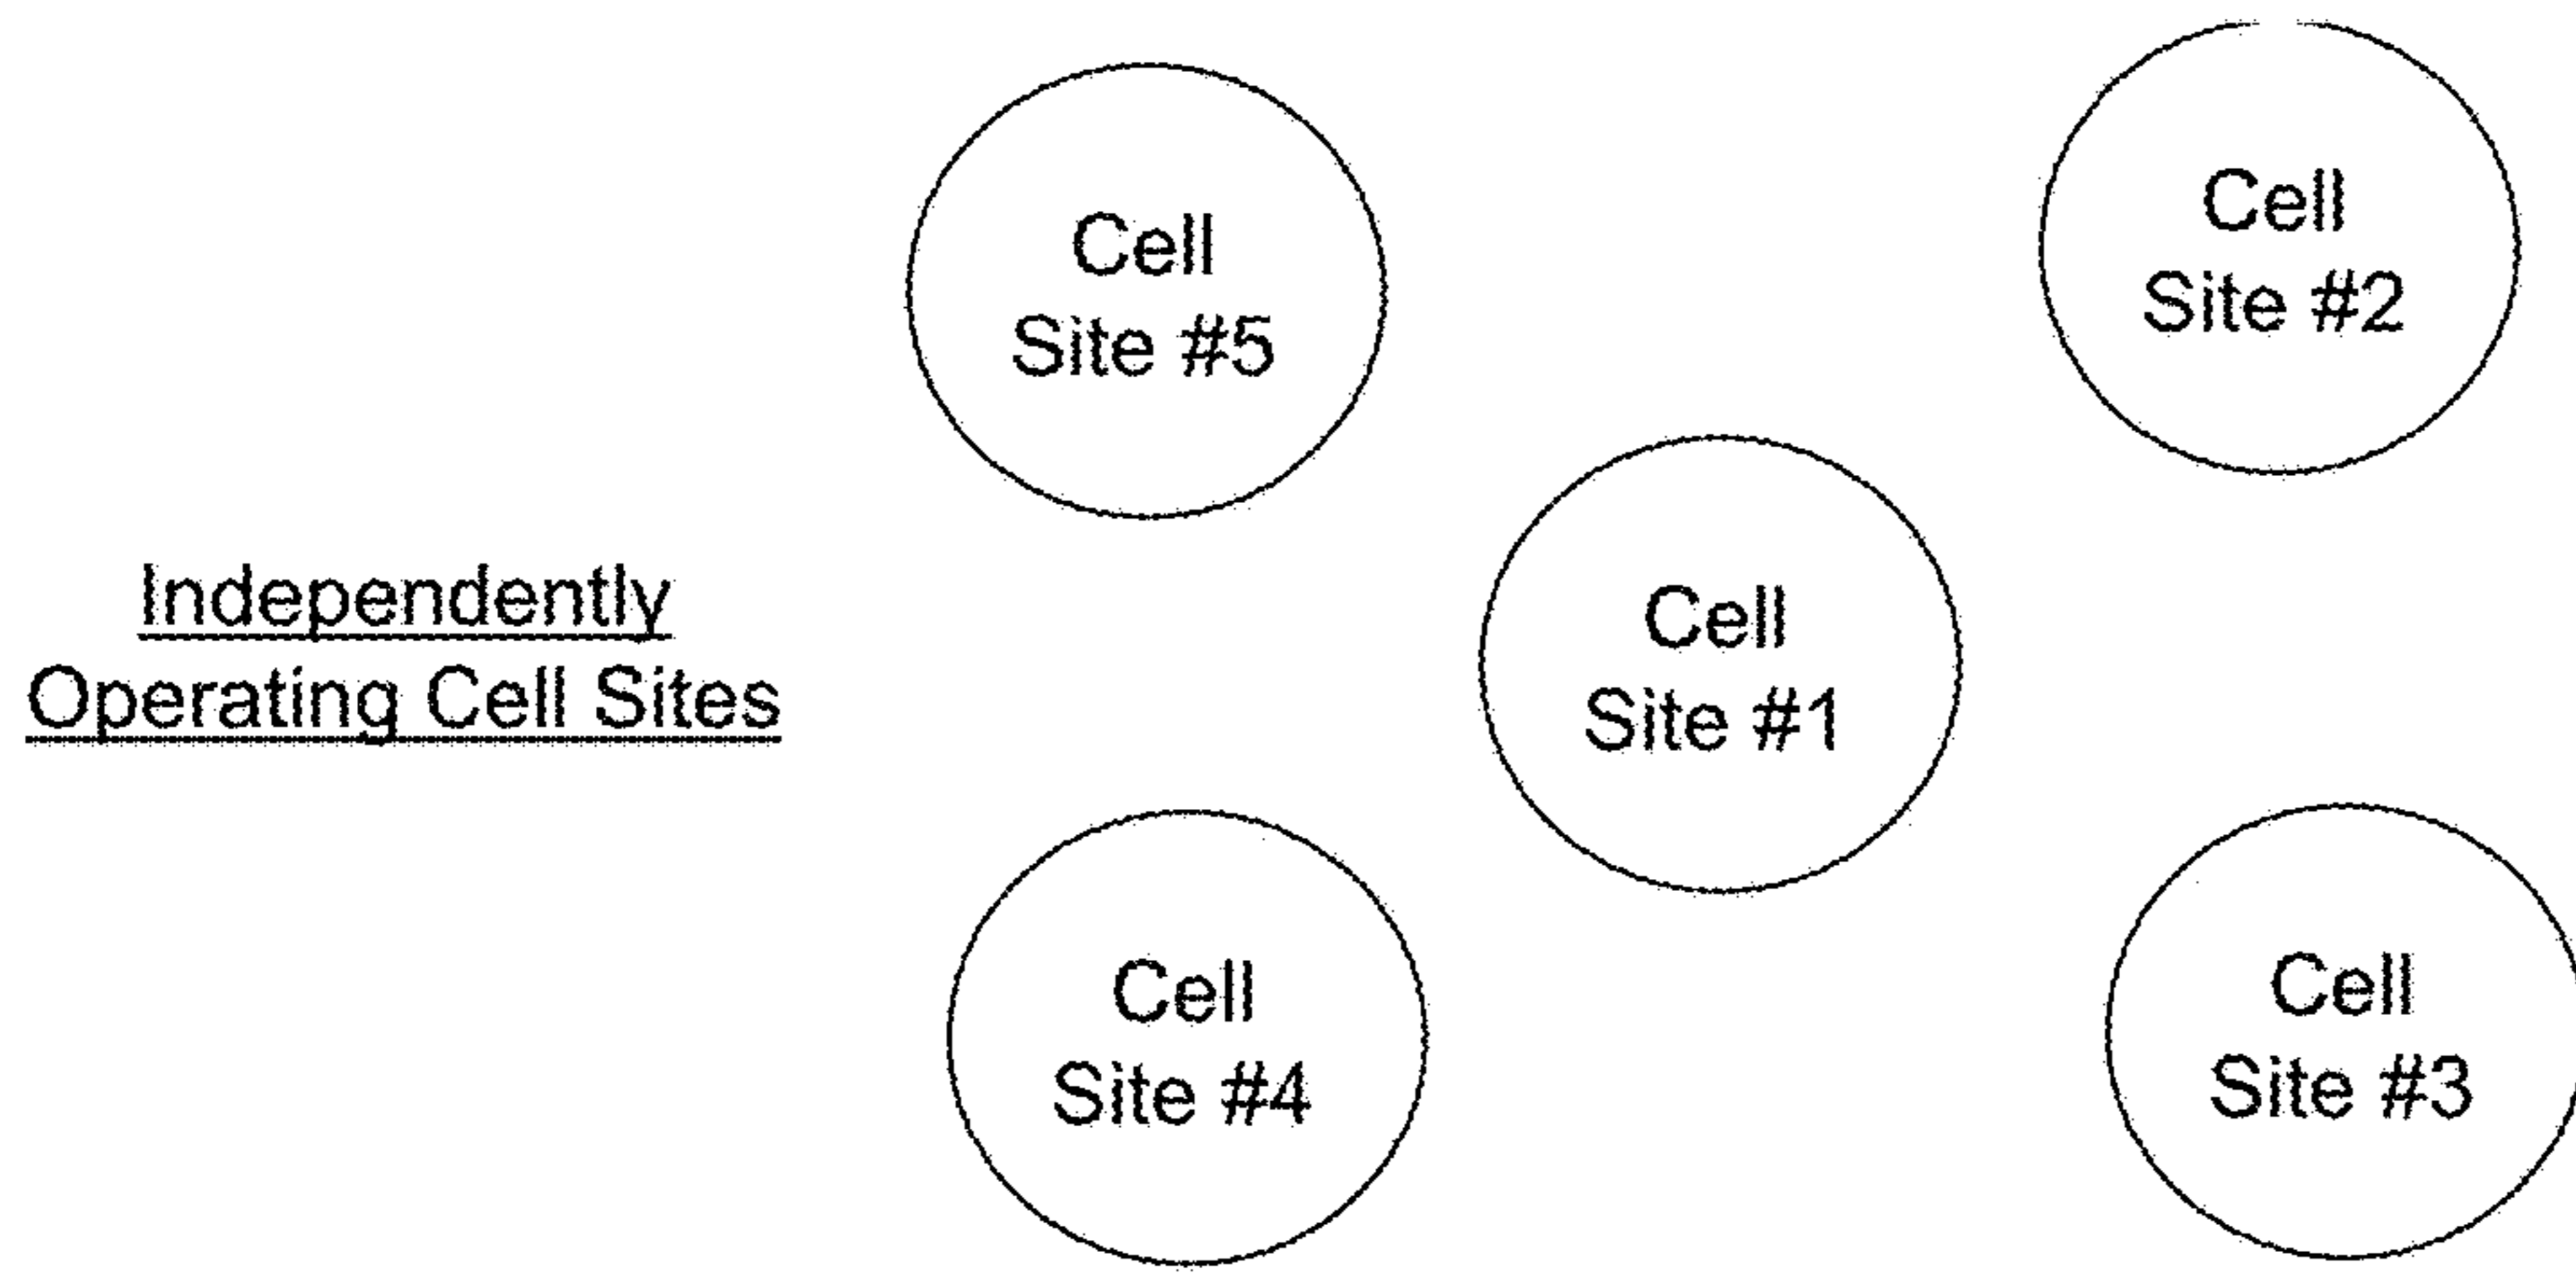 Cell
Site #5
Cell
Site #2
Independently
Operating Cell Sites
Cell
Site #1
Cell
Site #4
Cell
Site #3